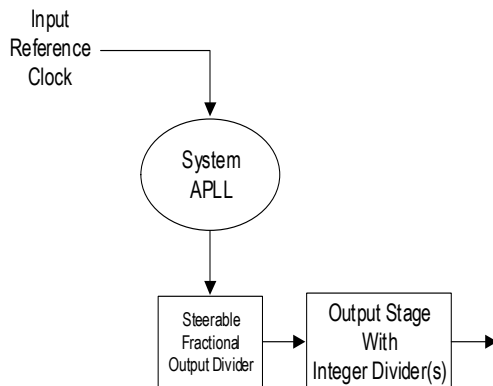 Input
Reference
Clock
System
APLL
Steerable
Fractional
Output Divider
Output Stage
With
Integer Divider(s)